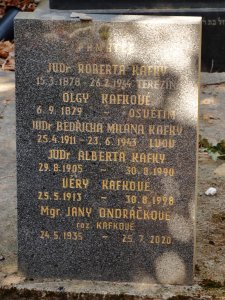 PAMÁTCE
JUDr ROBERTA KAFKY
15.3.1878 – 26.2.1944 TEREZÍN
OLGY KAFKOVÉ
6.9.1879 – OSVĚTIM
JUDr BEDŘICHA MILANA KAFKY
25.4.1911 – 23.6.1943 LVOV
JUDr ALBERTA KAFKY
29.8.1905 – 30.8.1990
VĚRY KAFKOVÉ
25.5.1913 – 30.8.1998
Mgr. JANY ONDRÁČKOVÉ
roz. KAFKOVÉ
24.5.1935 – 25.7.2020